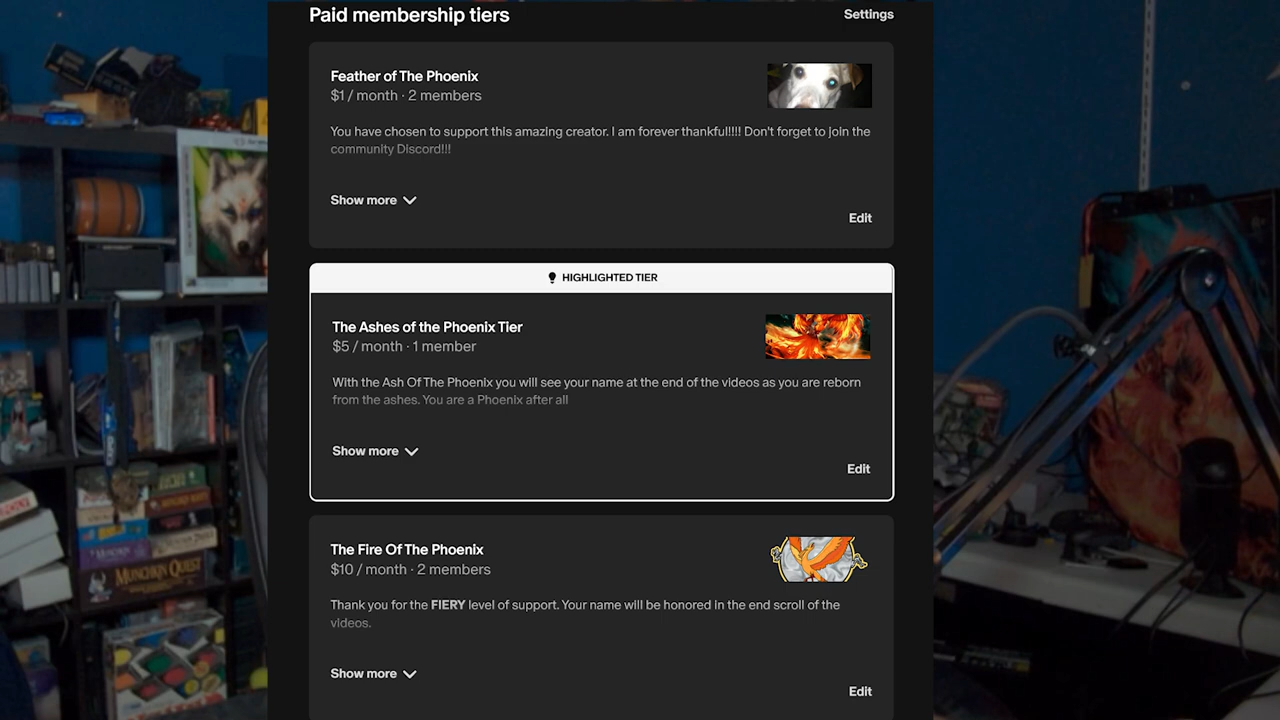 Paid membership tiers
Settings
Feather of The Phoenix
$1 / month · 2 members
You have chosen to support this amazing creator. I am forever thankful!!!! Don't forget to join the
community Discord!!!
Show more
Edit
HIGHLIGHTED TIER
The Ashes of the Phoenix Tier
$5 / month · 1 member
With the Ash Of The Phoenix you will see your name at the end of the videos as you are reborn
from the ashes. You are a Phoenix after all
Show more
Edit
The Fire Of The Phoenix
$10 / month · 2 members
Thank you for the FIERY level of support. Your name will be honored in the end scroll of the
videos.
Show more
Edit
MUNCHKIN
MUNCHKIN QUEST